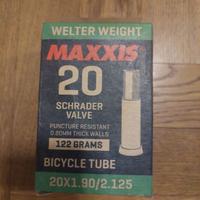 WELTER WEIGHT
MAXXIS
20
SCHRADER
VALVE
PUNCTURE RESISTANT
0.80MM THICK WALLS
122 GRAMS
BICYCLE TUBE
20X1.90/2.125